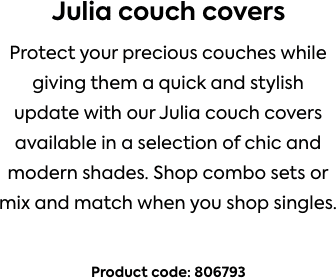 Julia couch covers
Protect your precious couches while
giving them a quick and stylish
update with our Julia couch covers
available in a selection of chic and
modern shades. Shop combo sets or
mix and match when you shop singles.
Product code: 806793